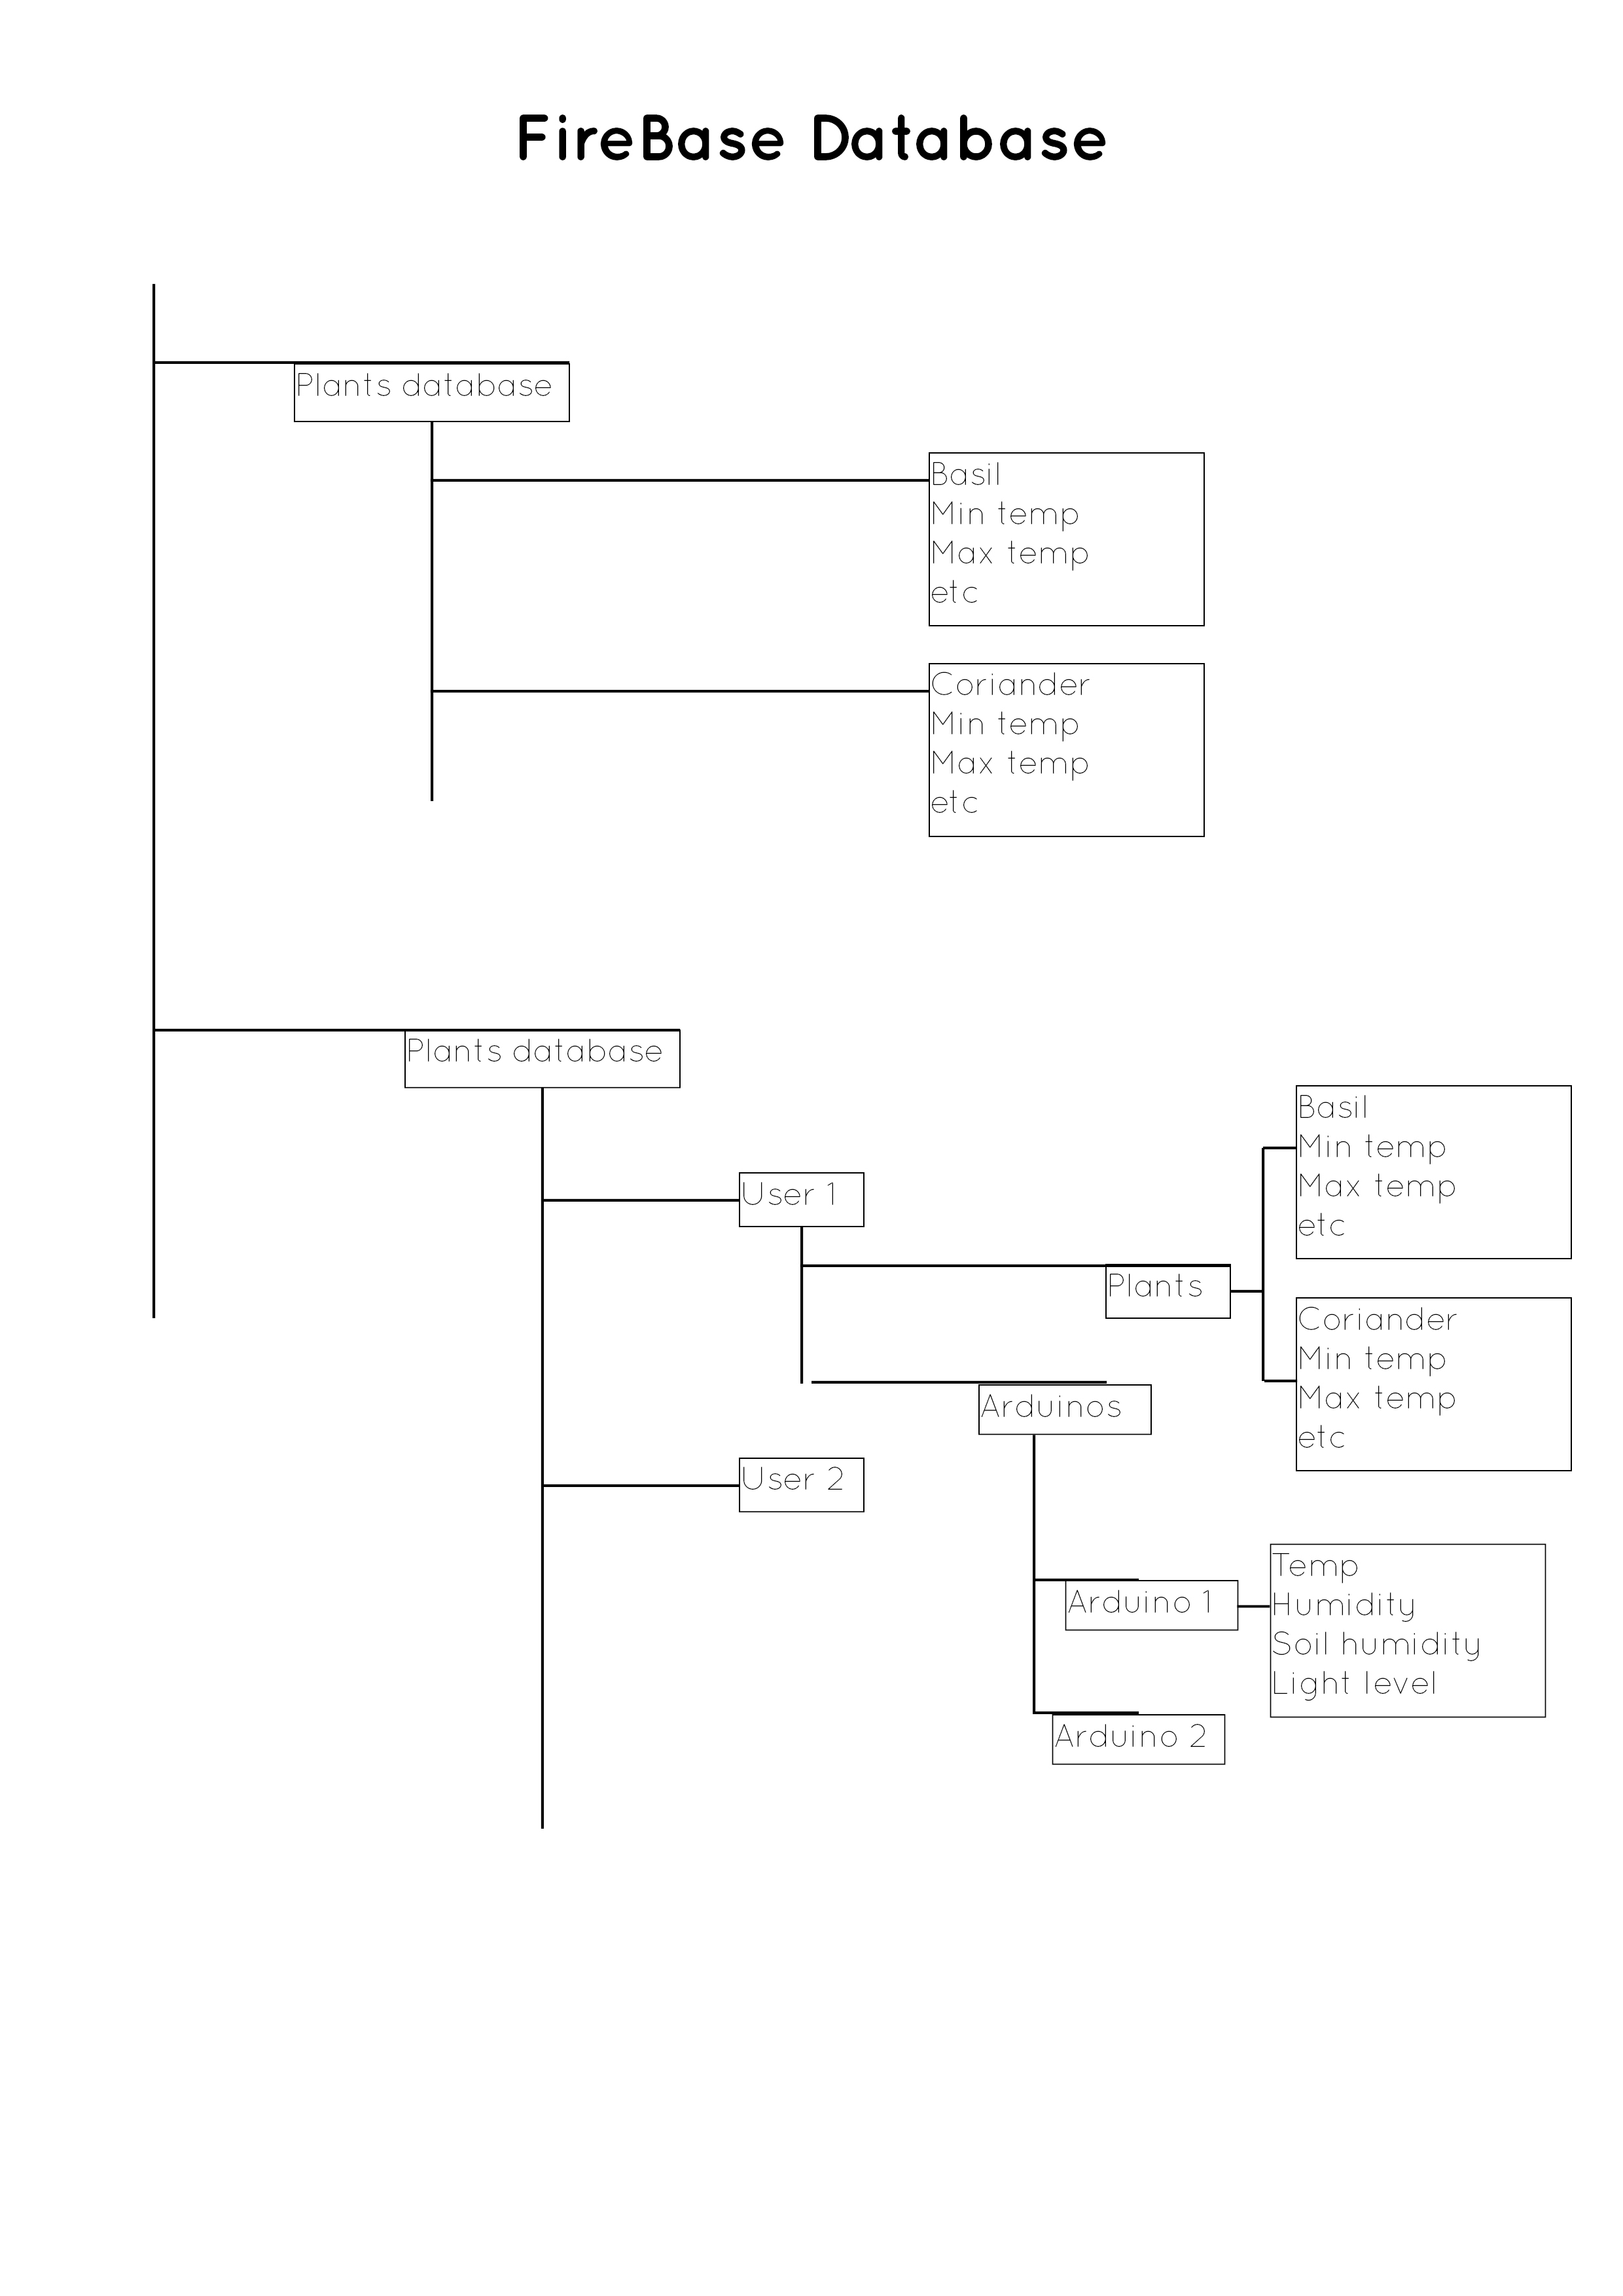 FireBase Database
Plants database
Basil
Min temp
Max temp
etc
Coriander
Min temp
Max temp
etc
Plants database
User 1
Plants
Basil
Min temp
Max temp
etc
Coriander
Min temp
Max temp
etc
Arduinos
User 2
Arduino 1
Temp
Humidity
Soil humidity
Light level
Arduino 2